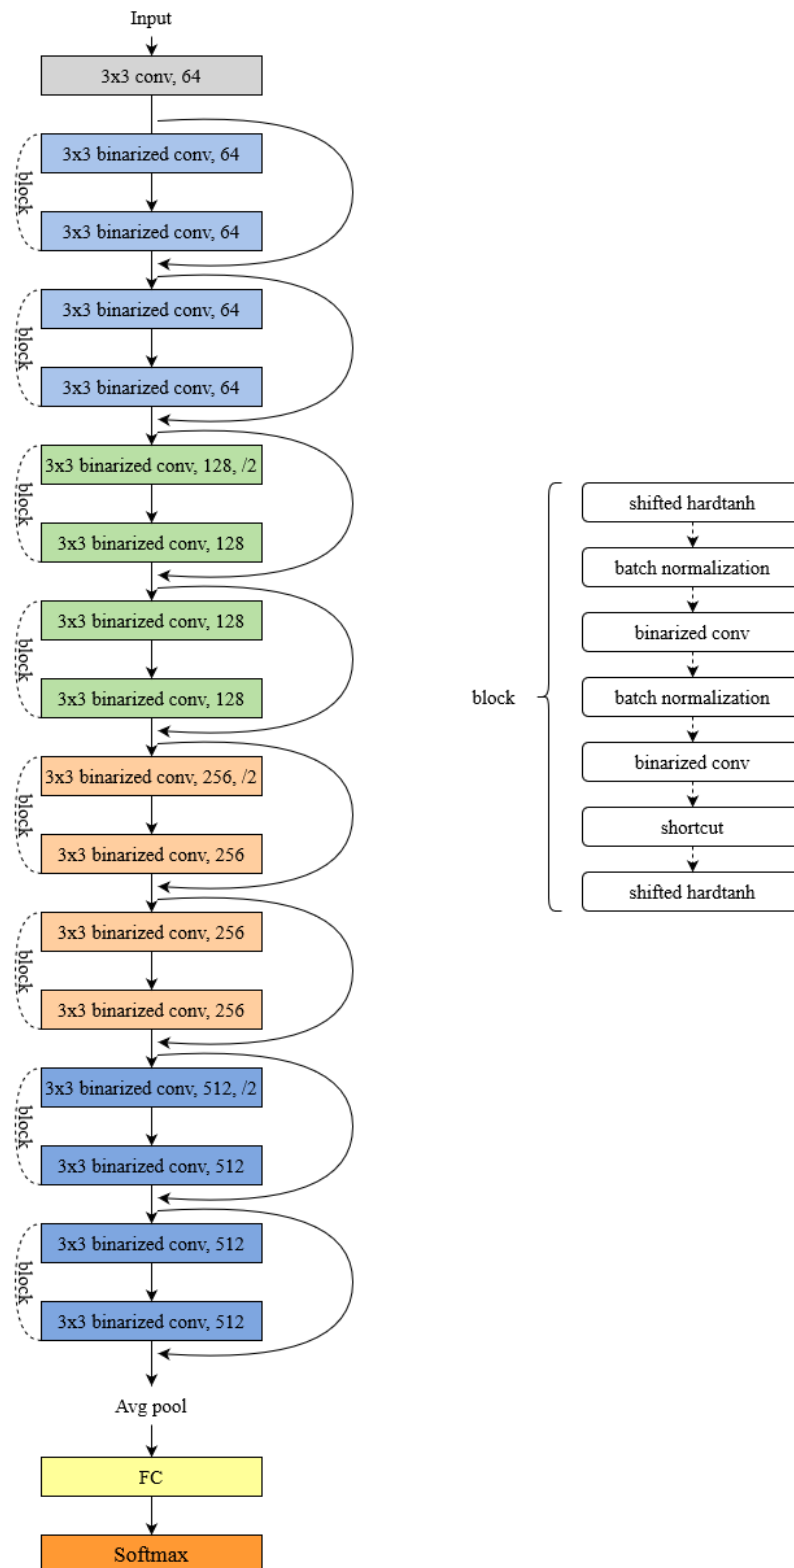 Input
3x3 conv, 64
block
3x3 binarized conv, 64
3x3 binarized conv, 64
block
3x3 binarized conv, 64
3x3 binarized conv, 64
block
3x3 binarized conv, 128, /2
3x3 binarized conv, 128
block
3x3 binarized conv, 128
3x3 binarized conv, 128
block
3x3 binarized conv, 256, /2
3x3 binarized conv, 256
block
3x3 binarized conv, 256
3x3 binarized conv, 256
block
3x3 binarized conv, 512, /2
3x3 binarized conv, 512
block
3x3 binarized conv, 512
3x3 binarized conv, 512
Avg pool
FC
Softmax
block
shifted hardtanh
batch normalization
binarized conv
batch normalization
binarized conv
shortcut
shifted hardtanh